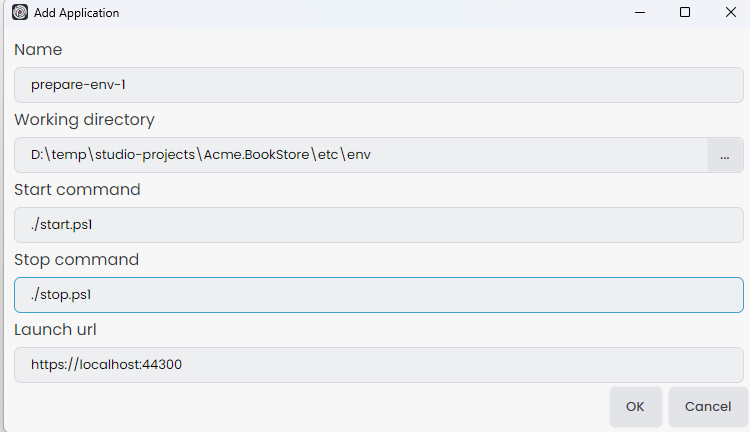 Add Application
Name
prepare-env-1
Working directory
D:\temp\studio-projects\Acme.BookStore\etc\env
...
Start command
./start.ps1
Stop command
./stop.ps1
Launch url
https://localhost:44300
OK Cancel